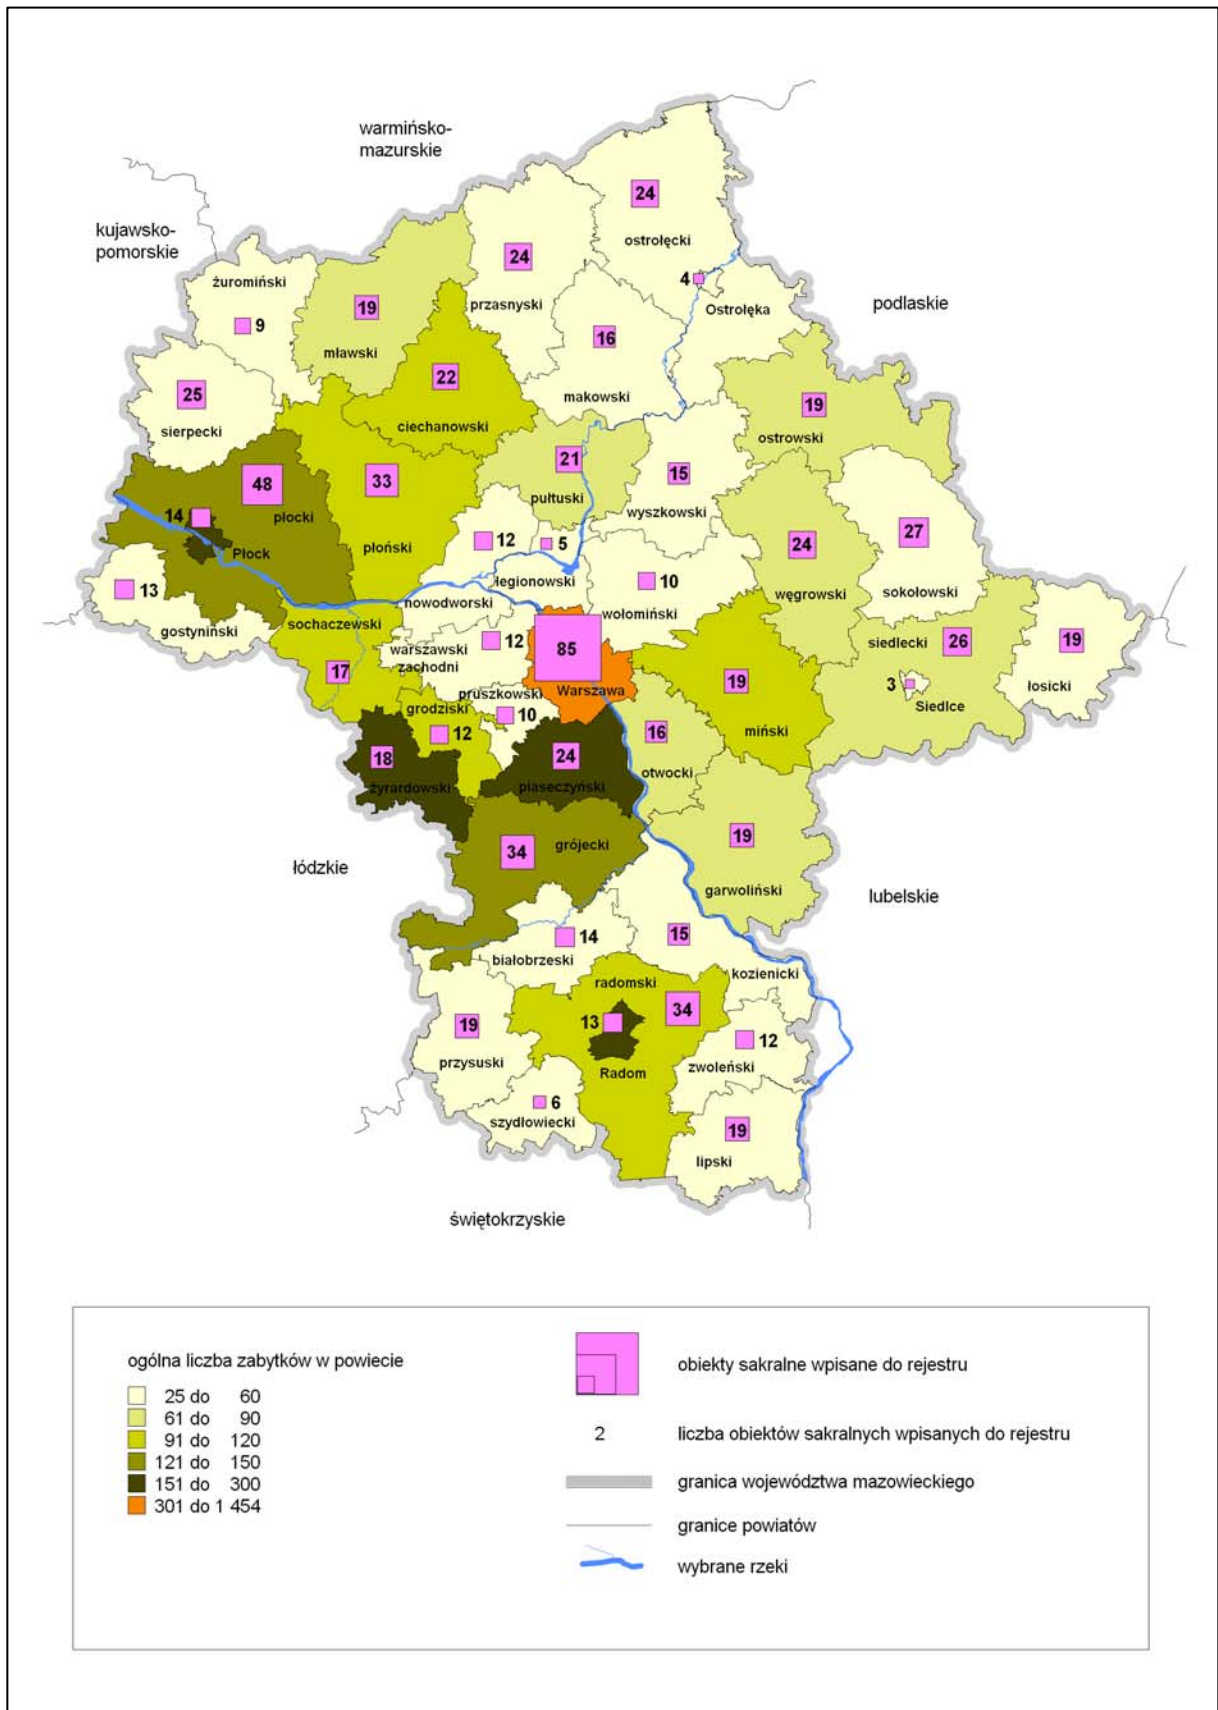 warmińsko-
mazurskie
kujawsko-
pomorskie
podlaskie
łódzkie
lubelskie
świętokrzyskie
24
ostrołęcki
4
Ostrołęka
24
przasnyski
żuromiński
9
19
mławski
16
makowski
22
ciechanowski
25
sierpecki
19
ostrowski
48
płocki
14
Płock
33
płoński
21
pułtuski
15
wyszkowski
24
węgrowski
27
sokołowski
12
nowodworski
5
legionowski
10
wołomiński
13
gostyniński
sochaczewski
17
warszawski
zachodni
12
85
Warszawa
pruszkowski
10
grodziski
12
19
miński
siedlecki
26
3
Siedlce
19
łosicki
18
żyrardowski
24
piaseczyński
16
otwocki
34
grójecki
19
garwoliński
14
białobrzeski
15
kozienicki
radomski
34
13
Radom
19
przysuski
12
zwoleński
6
szydłowiecki
19
lipski
ogólna liczba zabytków w powiecie
25 do 60
61 do 90
91 do 120
121 do 150
151 do 300
301 do 1 454
obiekty sakralne wpisane do rejestru
2 liczba obiektów sakralnych wpisanych do rejestru
granica województwa mazowieckiego
granice powiatów
wybrane rzeki